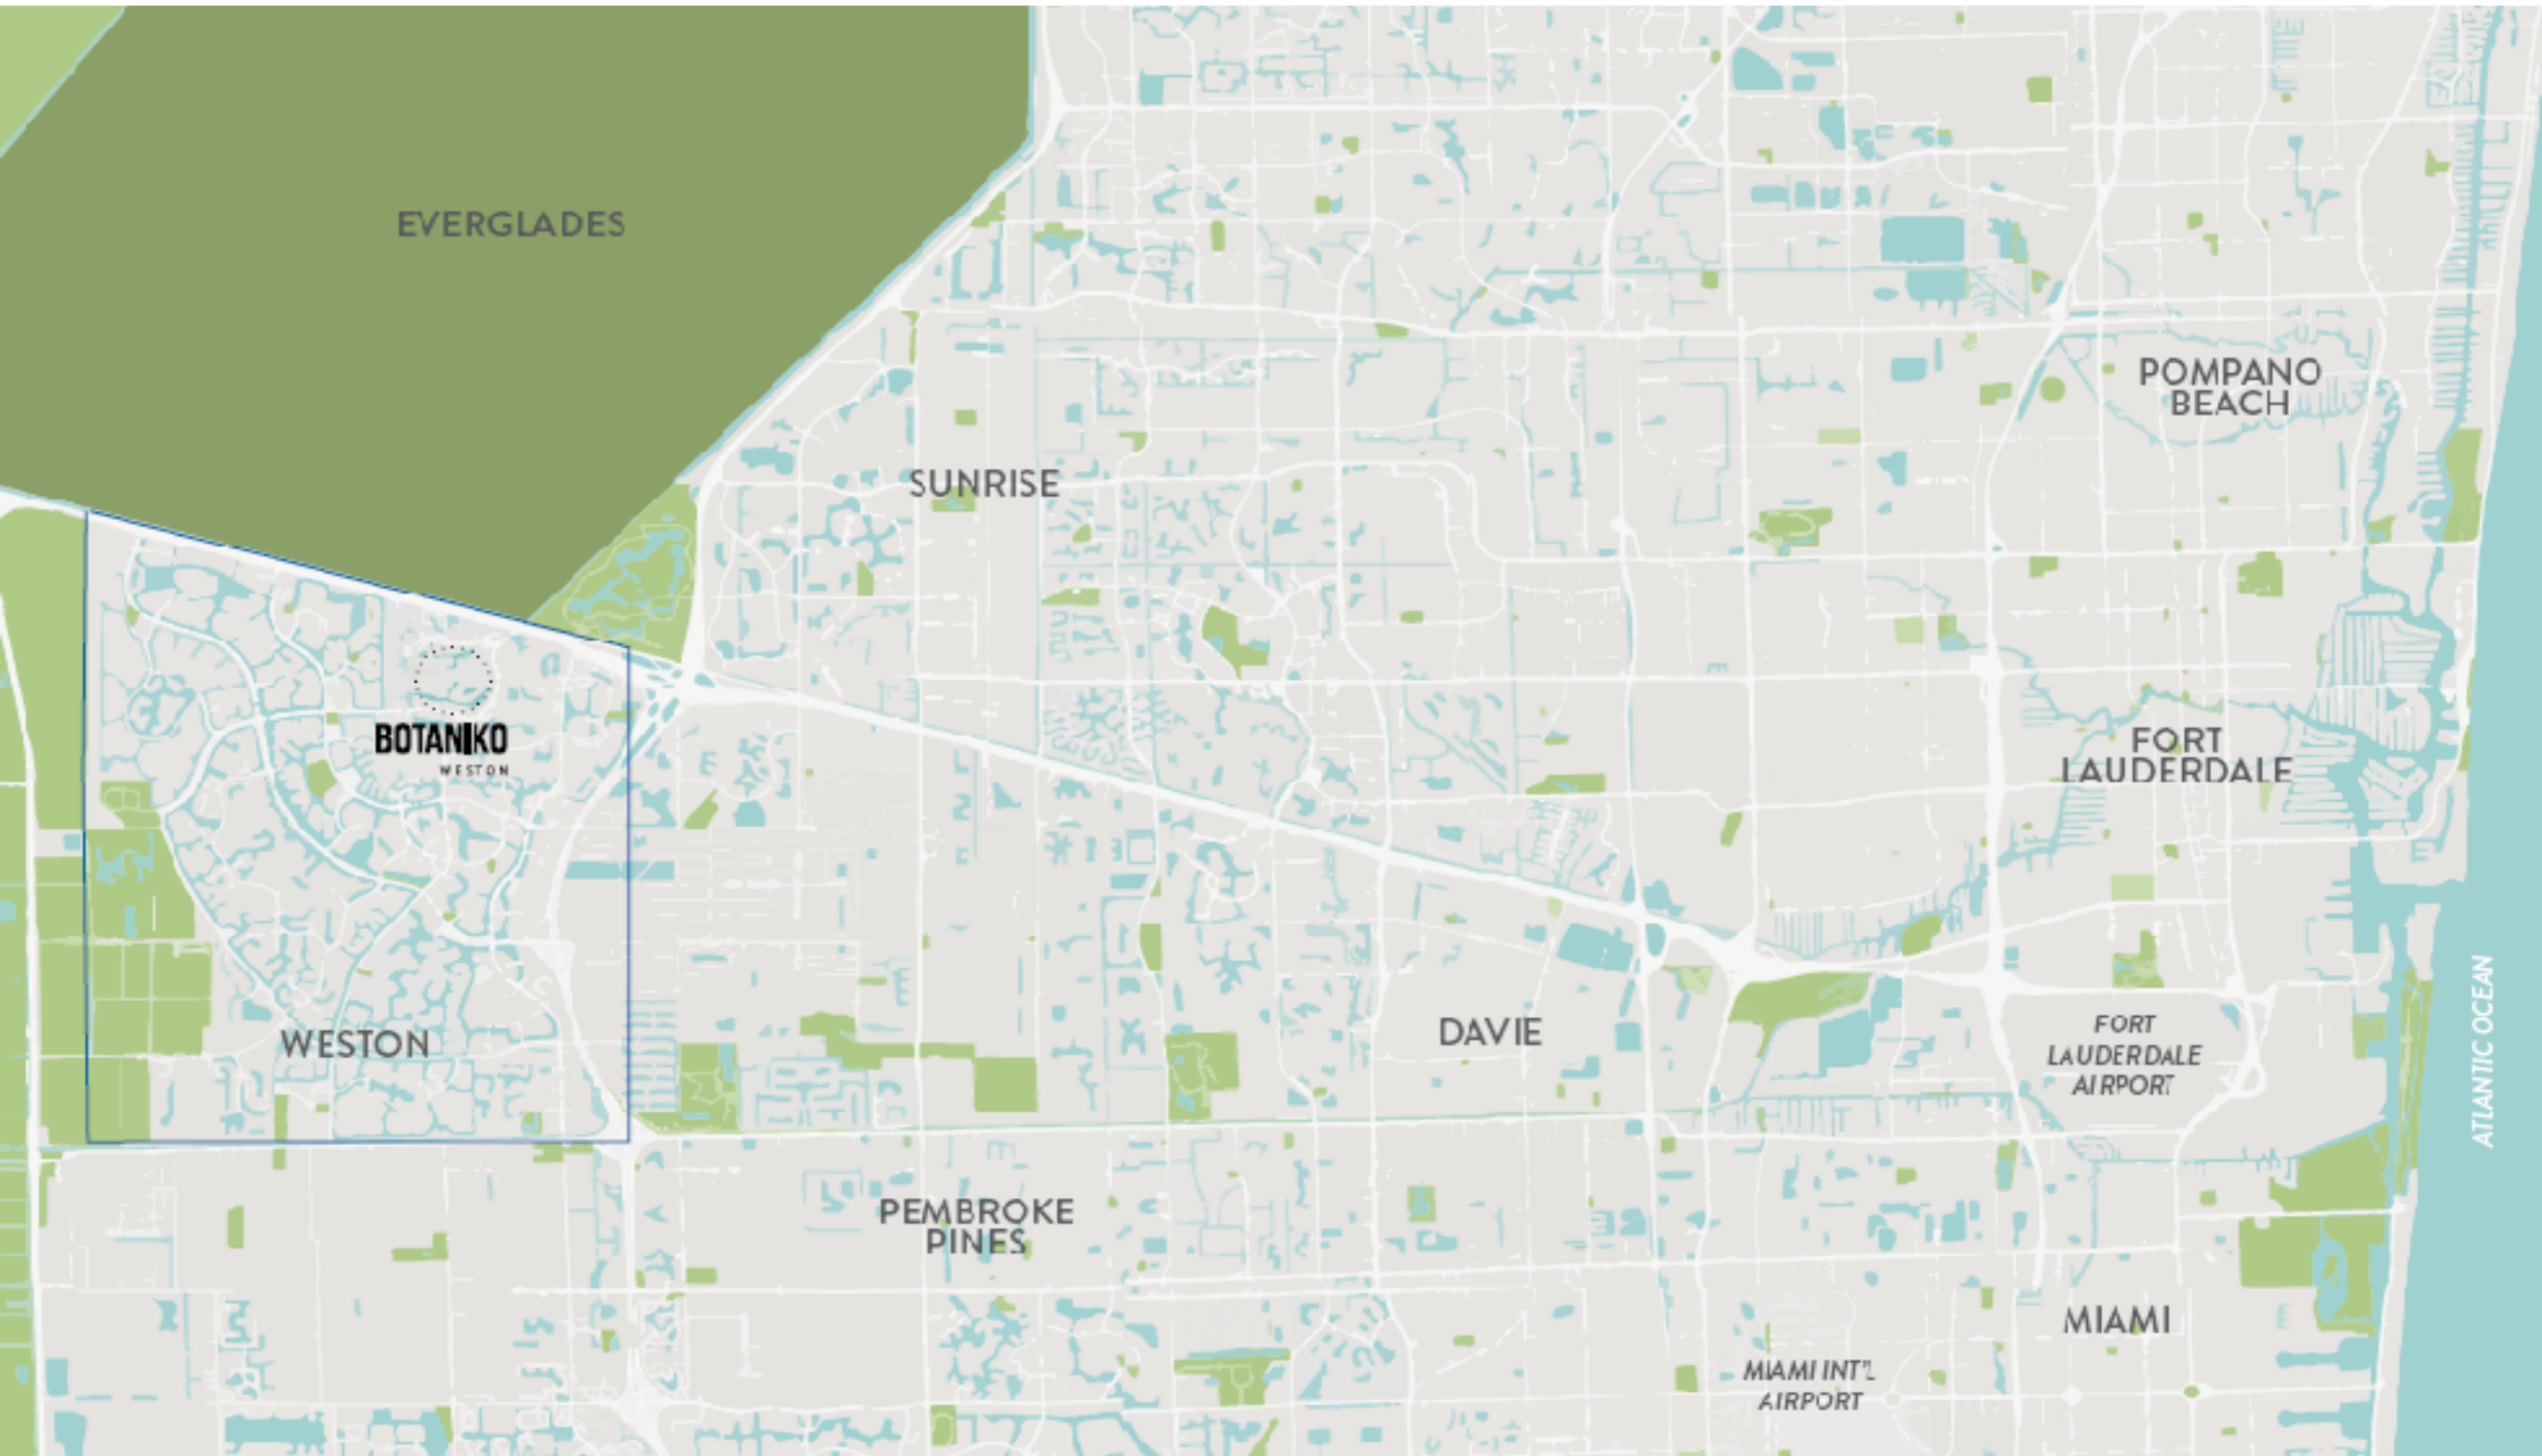 EVERGLADES
POMPANO
BEACH
SUNRISE
BOTANIKO
WESTON
FORT
LAUDERDALE
WESTON
DAVIE
FORT
LAUDERDALE
AIRPORT
ATLANTIC OCEAN
PEMBROKE
PINES
MIAMI
MIAMI INT'L
AIRPORT